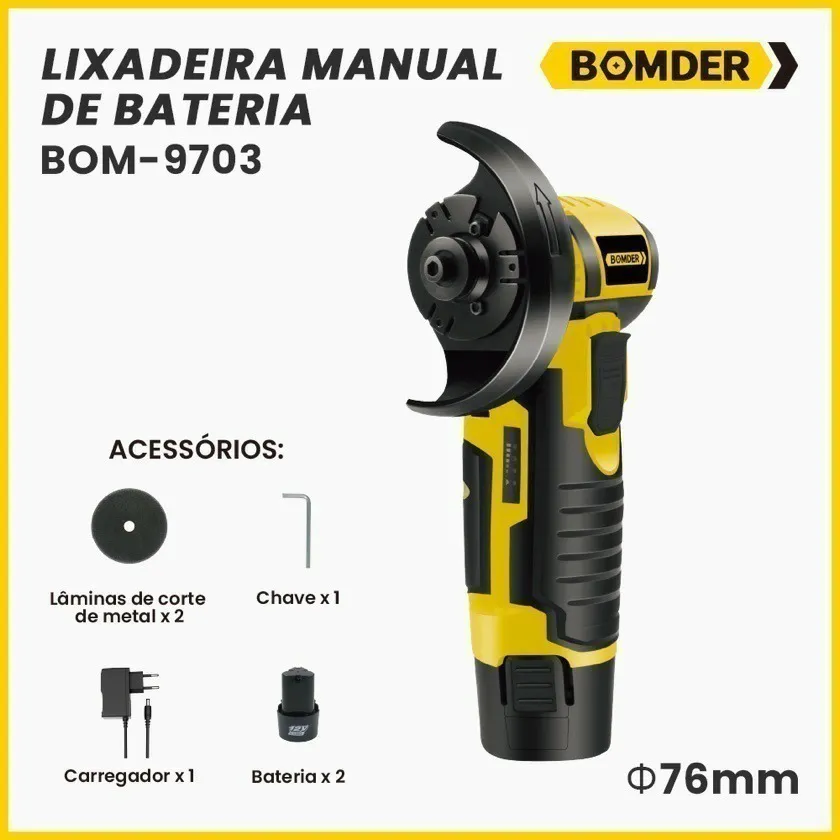 LIXADEIRA MANUAL
DE BATERIA
BOM-9703
BOMDER
BOMDER
ACESSÓRIOS:
Lâminas de corte
de metal x 2
Chave x 1
12V
Carregador x 1
Bateria x 2
Φ76mm